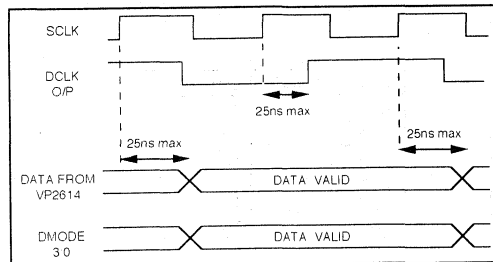 SCLK
DCLK
O/P
25ns max
25ns max
25ns max
DATA FROM
VP2614
DATA VALID
DMODE
3:0
DATA VALID